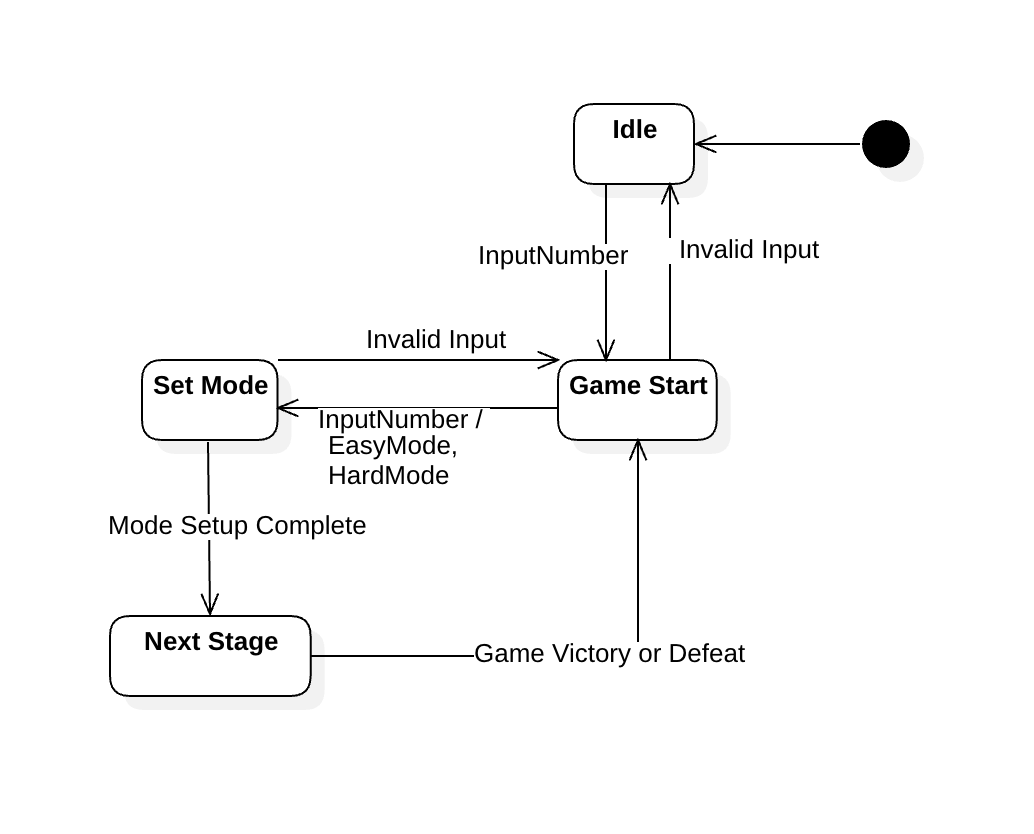 Idle
InputNumber
Invalid Input
Invalid Input
Set Mode
Game Start
InputNumber /
EasyMode,
HardMode
Mode Setup Complete
Next Stage
Game Victory or Defeat